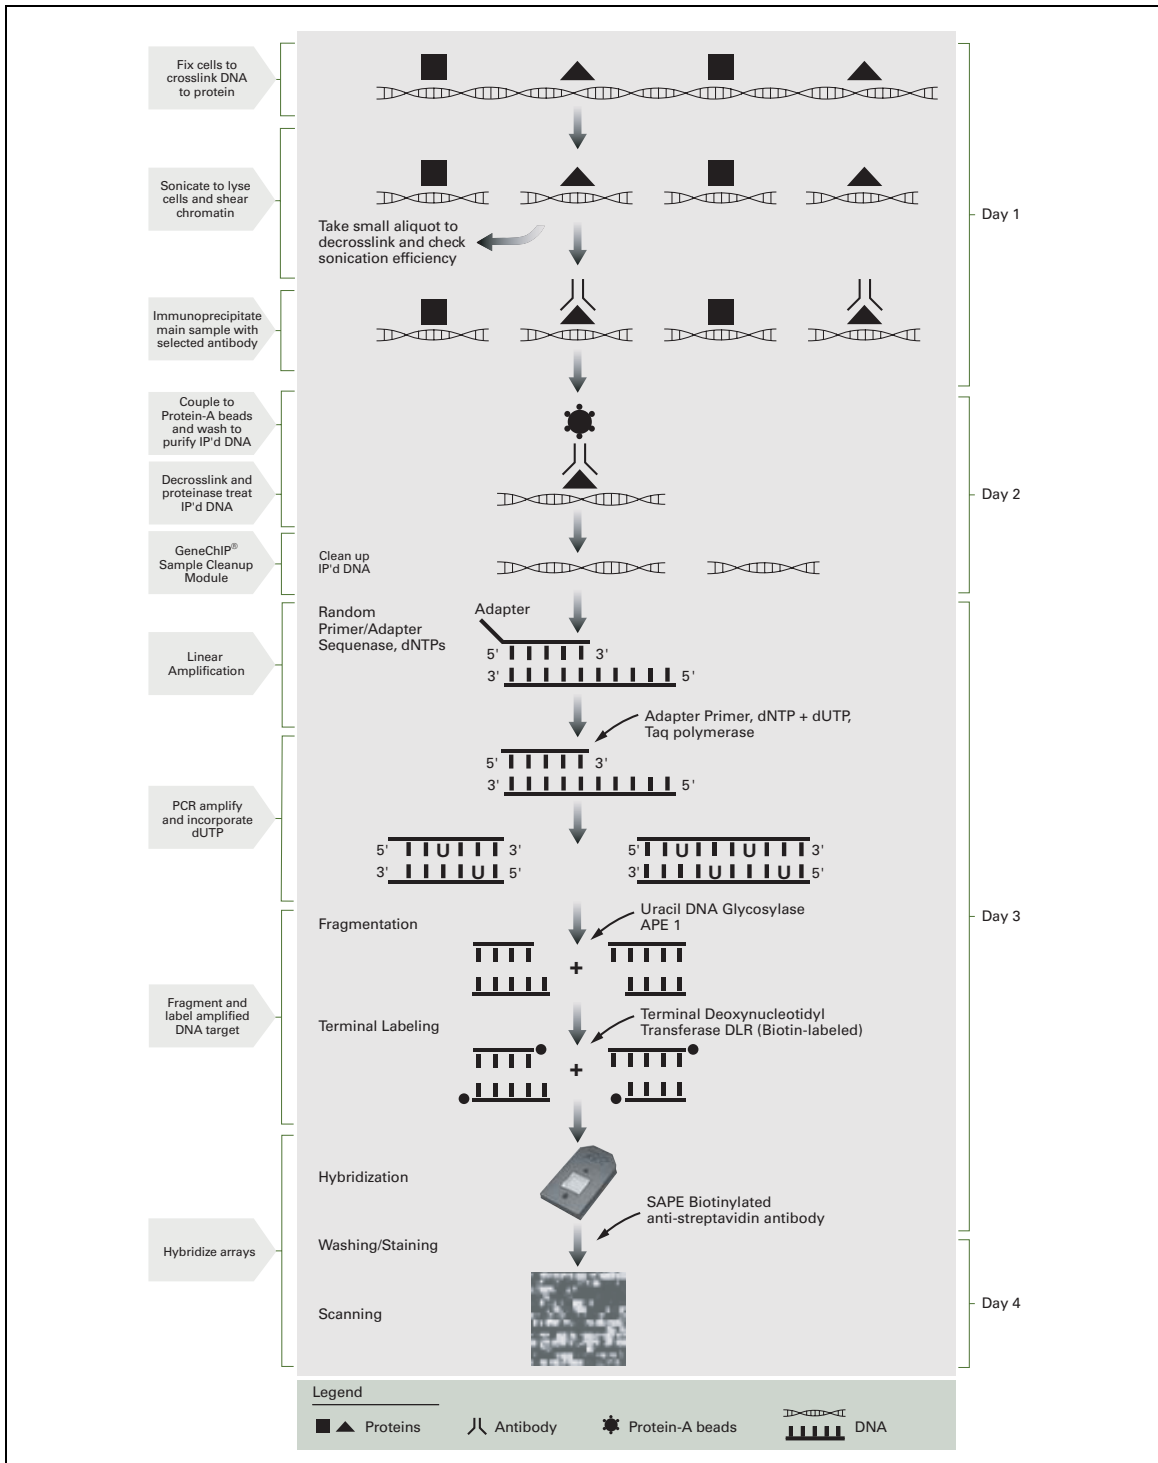 Fix cells to
crosslink DNA
to protein
Sonicate to lyse
cells and shear
chromatin
Take small aliquot to
decrosslink and check
sonication efficiency
Day 1
Immunoprecipitate
main sample with
selected antibody
Couple to
Protein-A beads
and wash to
purify IP'd DNA
Decrosslink and
proteinase treat
IP'd DNA
Day 2
GeneChIP®
Sample Cleanup
Module
Clean up
IP'd DNA
Random
Primer/Adapter
Sequenase, dNTPs
Adapter
5' 3'
3' 5'
Linear
Amplification
Adapter Primer, dNTP + dUTP,
Taq polymerase
5' 3'
3' 5'
PCR amplify
and incorporate
dUTP
5' U 3' 5' U U 3'
3' U 5' 3' U U 5'
Day 3
Fragmentation
Uracil DNA Glycosylase
APE 1
+
Fragment and
label amplified
DNA target
Terminal Labeling
Terminal Deoxynucleotidyl
Transferase DLR (Biotin-labeled)
+
Hybridization
SAPE Biotinylated
anti-streptavidin antibody
Hybridize arrays
Washing/Staining
Scanning
Day 4
Legend
Proteins Antibody Protein-A beads DNA